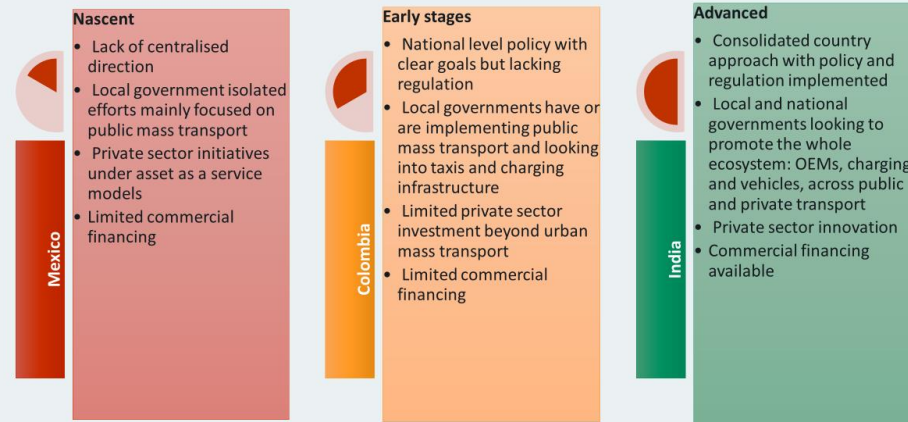 Nascent
• Lack of centralised
direction
• Local government isolated
efforts mainly focused on
public mass transport
• Private sector initiatives
under asset as a service
models
• Limited commercial
financing
Mexico
Early stages
• National level policy with
clear goals but lacking
regulation
• Local governments have or
are implementing public
mass transport and looking
into taxis and charging
infrastructure
• Limited private sector
investment beyond urban
mass transport
• Limited commercial
financing
Colombia
Advanced
• Consolidated country
approach with policy and
regulation implemented
• Local and national
governments looking to
promote the whole
ecosystem: OEMs, charging
and vehicles, across public
and private transport
• Private sector innovation
• Commercial financing
available
India